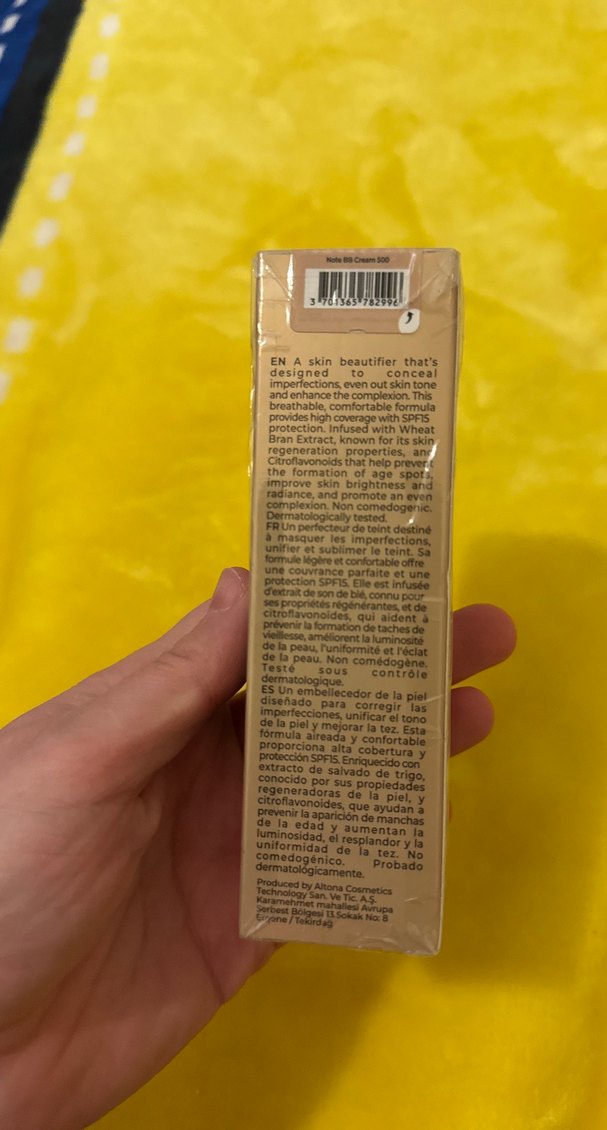 Note BB Cream 500
3 701365 782996
EN A skin beautifier that's
designed to conceal
imperfections, even out skin tone
and enhance the complexion. This
breathable, comfortable formula
provides high coverage with SPF15
protection. Infused with Wheat
Bran Extract, known for its skin
regeneration properties, and
Citroflavonoids that help prevent
the formation of age spots,
improve skin brightness and
radiance, and promote an even
complexion. Non comedogenic.
Dermatologically tested.
FR Un perfecteur de teint destiné
à masquer les imperfections,
unifier et sublimer le teint. Sa
formule légère et confortable offre
une couvrance parfaite et une
protection SPF15. Elle est infusée
d'extrait de son de blé, connu pour
ses propriétés régénérantes, et de
citroflavonoides, qui aident à
prévenir la formation de taches de
vieillesse, améliorent la luminosité
de la peau, l'uniformité et l'éclat
de la peau. Non comédogène.
Testé sous contrôle
dermatologique.
ES Un embellecedor de la piel
diseñado para corregir las
imperfecciones, unificar el tono
de la piel y mejorar la tez. Esta
fórmula aireada y confortable
proporciona alta cobertura y
protección SPF15. Enriquecido con
extracto de salvado de trigo,
conocido por sus propiedades
regeneradoras de la piel, y
citroflavonoides, que ayudan a
prevenir la aparición de manchas
de la edad y aumentan la
luminosidad, el resplandor y la
uniformidad de la tez. No
comedogénico. Probado
dermatológicamente.
Produced by Altona Cosmetics
Technology San. Ve Tic. A.Ş.
Karamehmet mahallesi Avrupa
Serbest Bölgesi 13.Sokak No: 8
Ergene / Tekirdağ